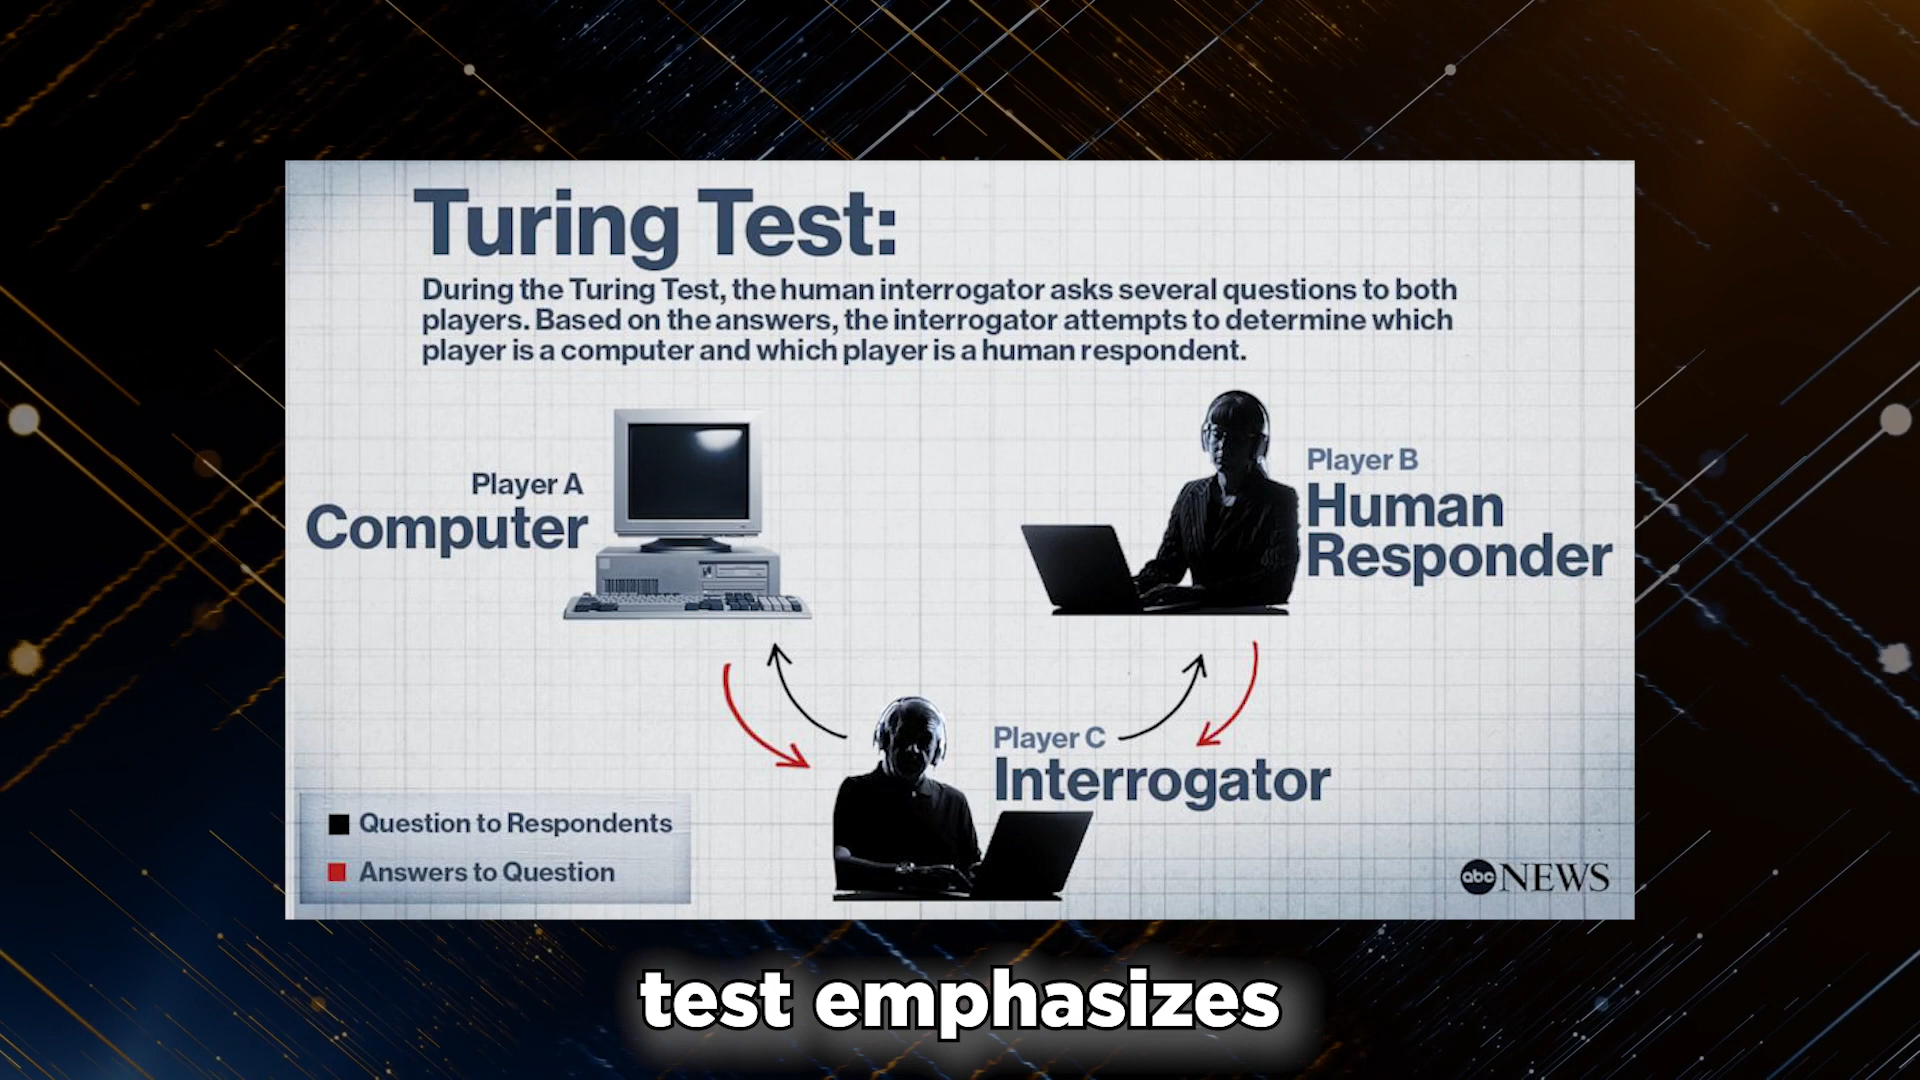 Turing Test:
During the Turing Test, the human interrogator asks several questions to both
players. Based on the answers, the interrogator attempts to determine which
player is a computer and which player is a human respondent.
Player A
Computer
Player B
Human
Responder
Player C
Interrogator
Question to Respondents
Answers to Question
abc NEWS
test emphasizes